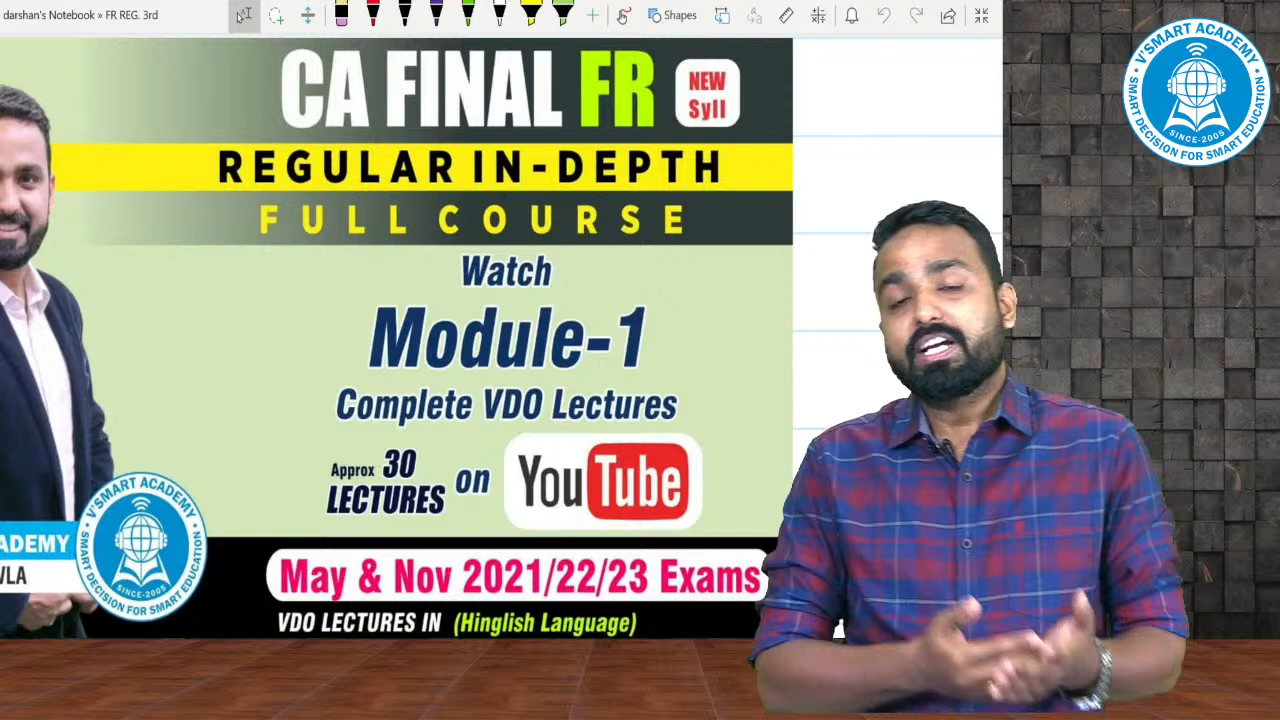 darshan's Notebook » FR REG. 3rd
Shapes
CA FINAL FR
NEW
Syll
REGULAR IN-DEPTH
FULL COURSE
Watch
Module-1
Complete VDO Lectures
Approx 30
LECTURES
on
YouTube
May & Nov 2021/22/23 Exams
VDO LECTURES IN (Hinglish Language)
ADEMY
WLA
V'SMART ACADEMY
SINCE-2005
SMART DECISION FOR SMART EDUCATION
V'SMART ACADEMY
SINCE-2005
SMART DECISION FOR SMART EDUCATION